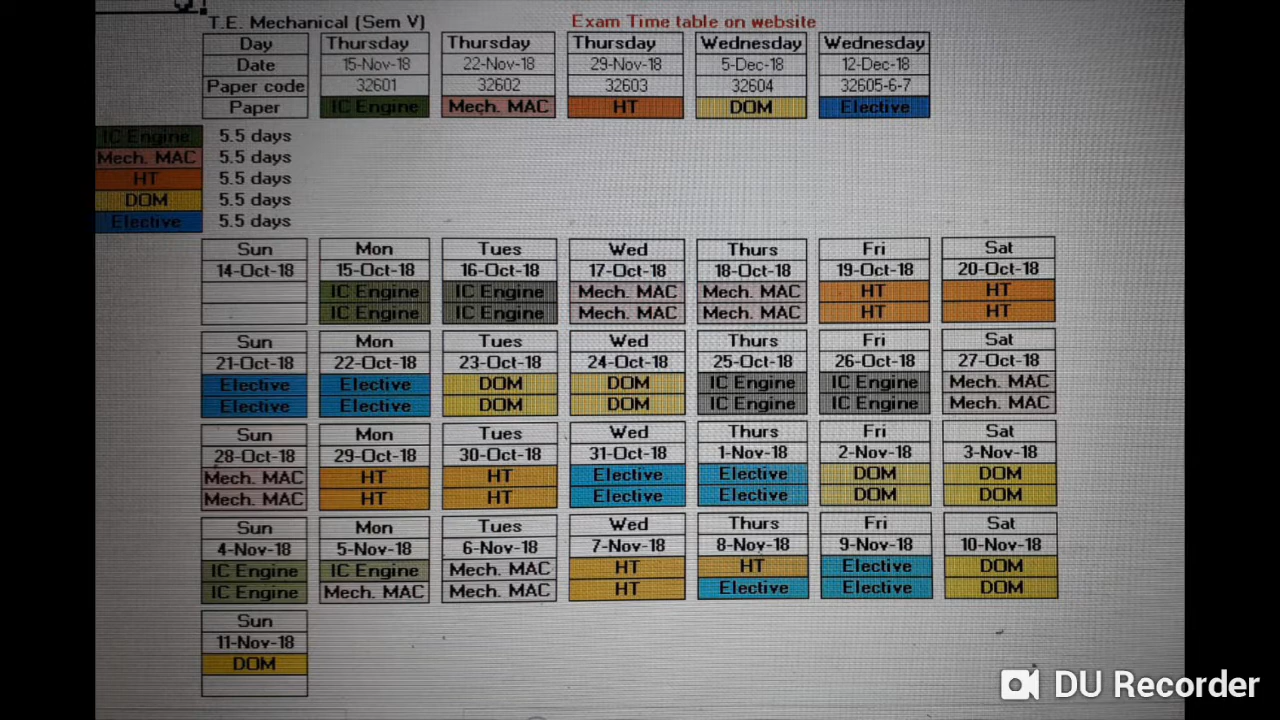 T.E. Mechanical (Sem V) Exam Time table on website
Day Thursday Thursday Thursday Wednesday Wednesday
Date 15-Nov-18 22-Nov-18 29-Nov-18 5-Dec-18 12-Dec-18
Paper code 32601 32602 32603 32604 32605-6-7
Paper IC Engine Mech. MAC HT DOM Elective
IC Engine 5.5 days
Mech. MAC 5.5 days
HT 5.5 days
DOM 5.5 days
Elective 5.5 days
Sun Mon Tues Wed Thurs Fri Sat
14-Oct-18 15-Oct-18 16-Oct-18 17-Oct-18 18-Oct-18 19-Oct-18 20-Oct-18
IC Engine IC Engine Mech. MAC Mech. MAC HT HT
IC Engine IC Engine Mech. MAC Mech. MAC HT HT
Sun Mon Tues Wed Thurs Fri Sat
21-Oct-18 22-Oct-18 23-Oct-18 24-Oct-18 25-Oct-18 26-Oct-18 27-Oct-18
Elective Elective DOM DOM IC Engine IC Engine Mech. MAC
Elective Elective DOM DOM IC Engine IC Engine Mech. MAC
Sun Mon Tues Wed Thurs Fri Sat
28-Oct-18 29-Oct-18 30-Oct-18 31-Oct-18 1-Nov-18 2-Nov-18 3-Nov-18
Mech. MAC HT HT Elective Elective DOM DOM
Mech. MAC HT HT Elective Elective DOM DOM
Sun Mon Tues Wed Thurs Fri Sat
4-Nov-18 5-Nov-18 6-Nov-18 7-Nov-18 8-Nov-18 9-Nov-18 10-Nov-18
IC Engine IC Engine Mech. MAC HT HT Elective DOM
IC Engine Mech. MAC Mech. MAC HT Elective Elective DOM
Sun
11-Nov-18
DOM
DU Recorder